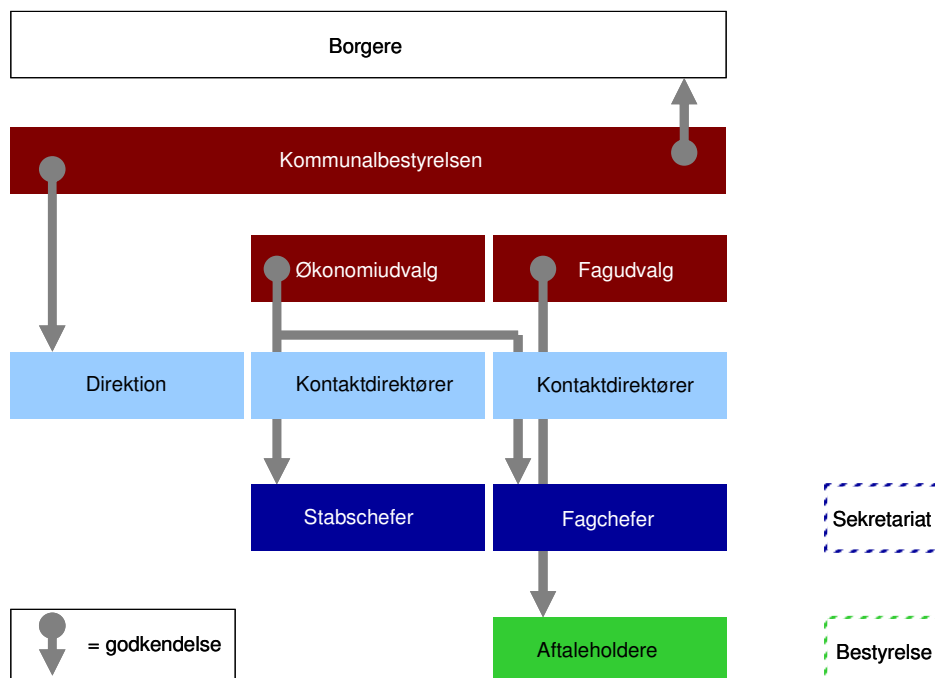 Borgere
Kommunalbestyrelsen
Økonomiudvalg
Fagudvalg
Direktion
Kontaktdirektører
Kontaktdirektører
Stabschefer
Fagchefer
Sekretariat
= godkendelse
Aftaleholdere
Bestyrelse